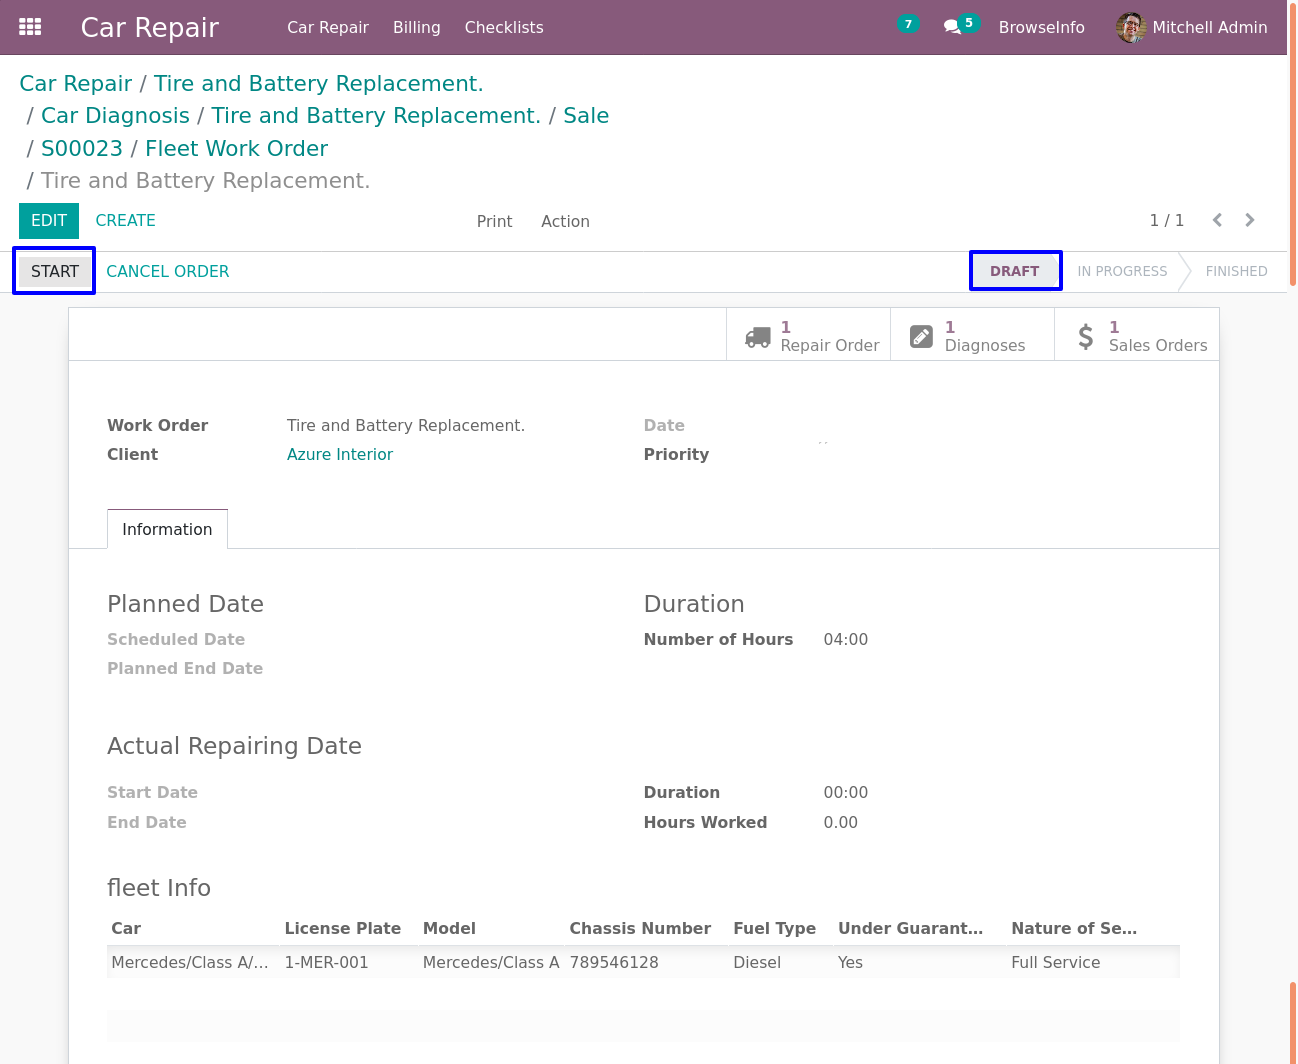 Car Repair Car Repair Billing Checklists 7 5 BrowseInfo Mitchell Admin
Car Repair / Tire and Battery Replacement.
/ Car Diagnosis / Tire and Battery Replacement. / Sale
/ S00023 / Fleet Work Order
/ Tire and Battery Replacement.
EDIT CREATE Print Action 1 / 1
START CANCEL ORDER DRAFT IN PROGRESS FINISHED
1 Repair Order
1 Diagnoses
1 Sales Orders
Work Order Tire and Battery Replacement.
Client Azure Interior
Date
Priority
Information
Planned Date
Scheduled Date
Planned End Date
Duration
Number of Hours 04:00
Actual Repairing Date
Start Date
End Date
Duration 00:00
Hours Worked 0.00
fleet Info
Car License Plate Model Chassis Number Fuel Type Under Guarant... Nature of Se...
Mercedes/Class A/... 1-MER-001 Mercedes/Class A 789546128 Diesel Yes Full Service